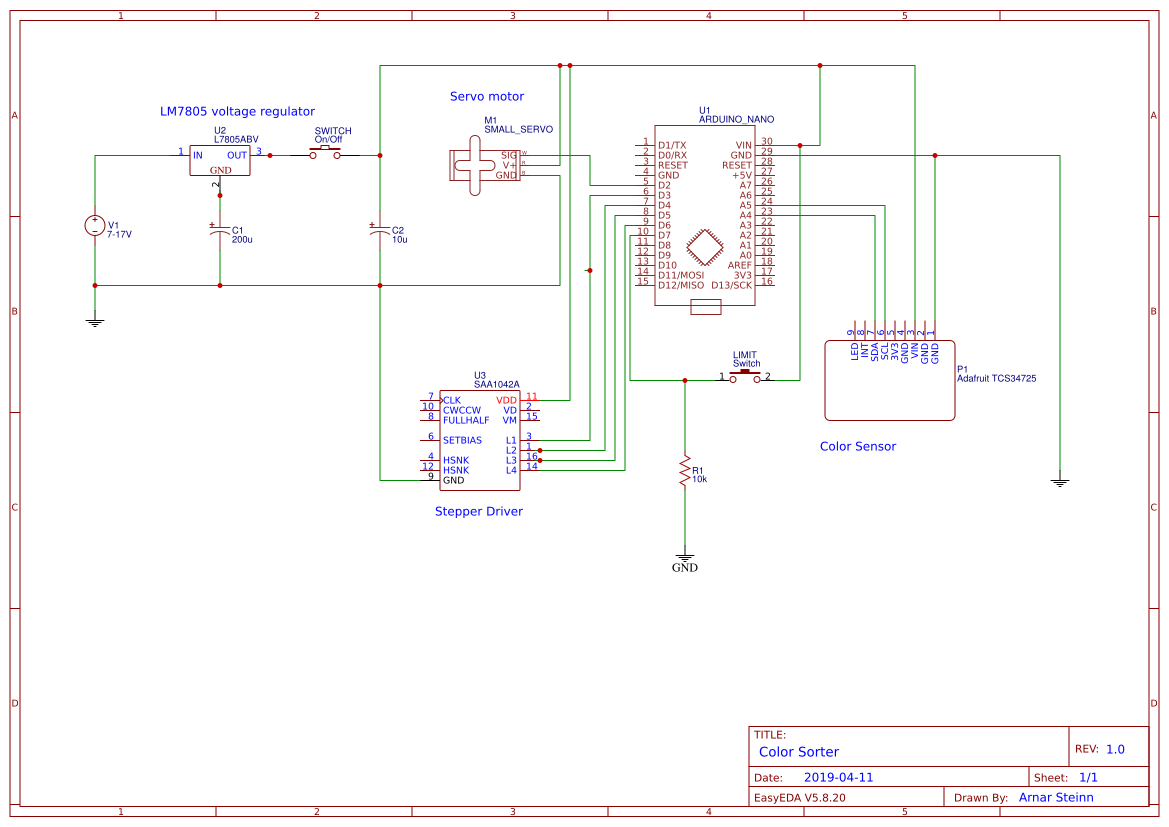 1 2 3 4 5
A A
B B
C C
D D
1 2 3 4 5
LM7805 voltage regulator
U2
L7805ABV
1 IN OUT 3
GND
2
SWITCH
On/Off
V1
7-17V
C1
200u
C2
10u
Servo motor
M1
SMALL_SERVO
SIG W
V+ R
GND B
U1
ARDUINO_NANO
1 D1/TX VIN 30
2 D0/RX GND 29
3 RESET RESET 28
4 GND +5V 27
5 D2 A7 26
6 D3 A6 25
7 D4 A5 24
8 D5 A4 23
9 D6 A3 22
10 D7 A2 21
11 D8 A1 20
12 D9 A0 19
13 D10 AREF 18
14 D11/MOSI 3V3 17
15 D12/MISO D13/SCK 16
LIMIT
Switch
1 2
R1
10k
GND
9 8 7 6 5 4 3 2 1
LED INT SDA SCL 3V3 GND VIN GND GND
P1
Adafruit TCS34725
Color Sensor
U3
SAA1042A
7 CLK VDD 11
10 CWCCW VD 2
8 FULLHALF VM 15
6 SETBIAS L1 3
L2 1
4 HSNK L3 16
12 HSNK L4 14
9 GND
Stepper Driver
TITLE:
Color Sorter
REV: 1.0
Date: 2019-04-11
Sheet: 1/1
EasyEDA V5.8.20
Drawn By: Arnar Steinn